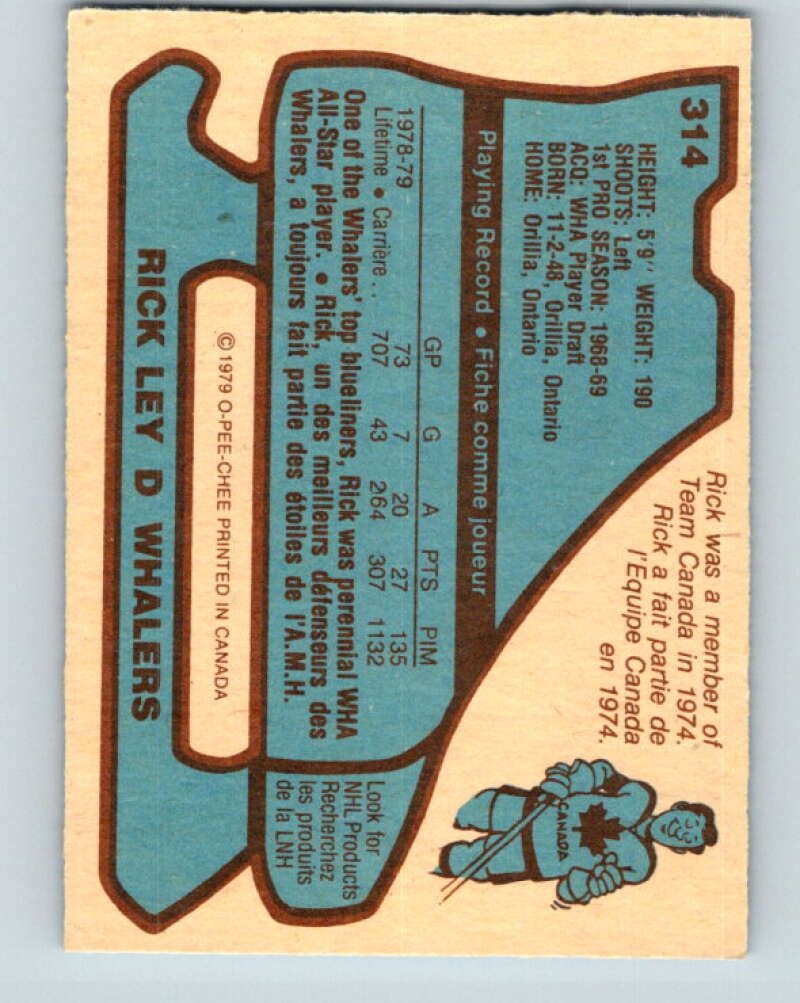 314
HEIGHT: 5'9" WEIGHT: 190
SHOOTS: Left
1st PRO SEASON: 1968-69
ACQ: WHA Player Draft
BORN: 11-2-48, Orillia, Ontario
HOME: Orillia, Ontario
Rick was a member of
Team Canada in 1974.
Rick a fait partie de
l'Equipe Canada
en 1974.
CANADA
Playing Record • Fiche comme joueur
GP G A PTS PIM
1978-79 73 7 20 27 135
Lifetime • Carrière . . 707 43 264 307 1132
One of the Whalers' top blueliners, Rick was perennial WHA
All-Star player. • Rick, un des meilleurs défenseurs des
Whalers, a toujours fait partie des étoiles de l'A.M.H.
Look for
NHL Products
Recherchez
les produits
de la LNH
© 1979 O-PEE-CHEE PRINTED IN CANADA
RICK LEY D WHALERS